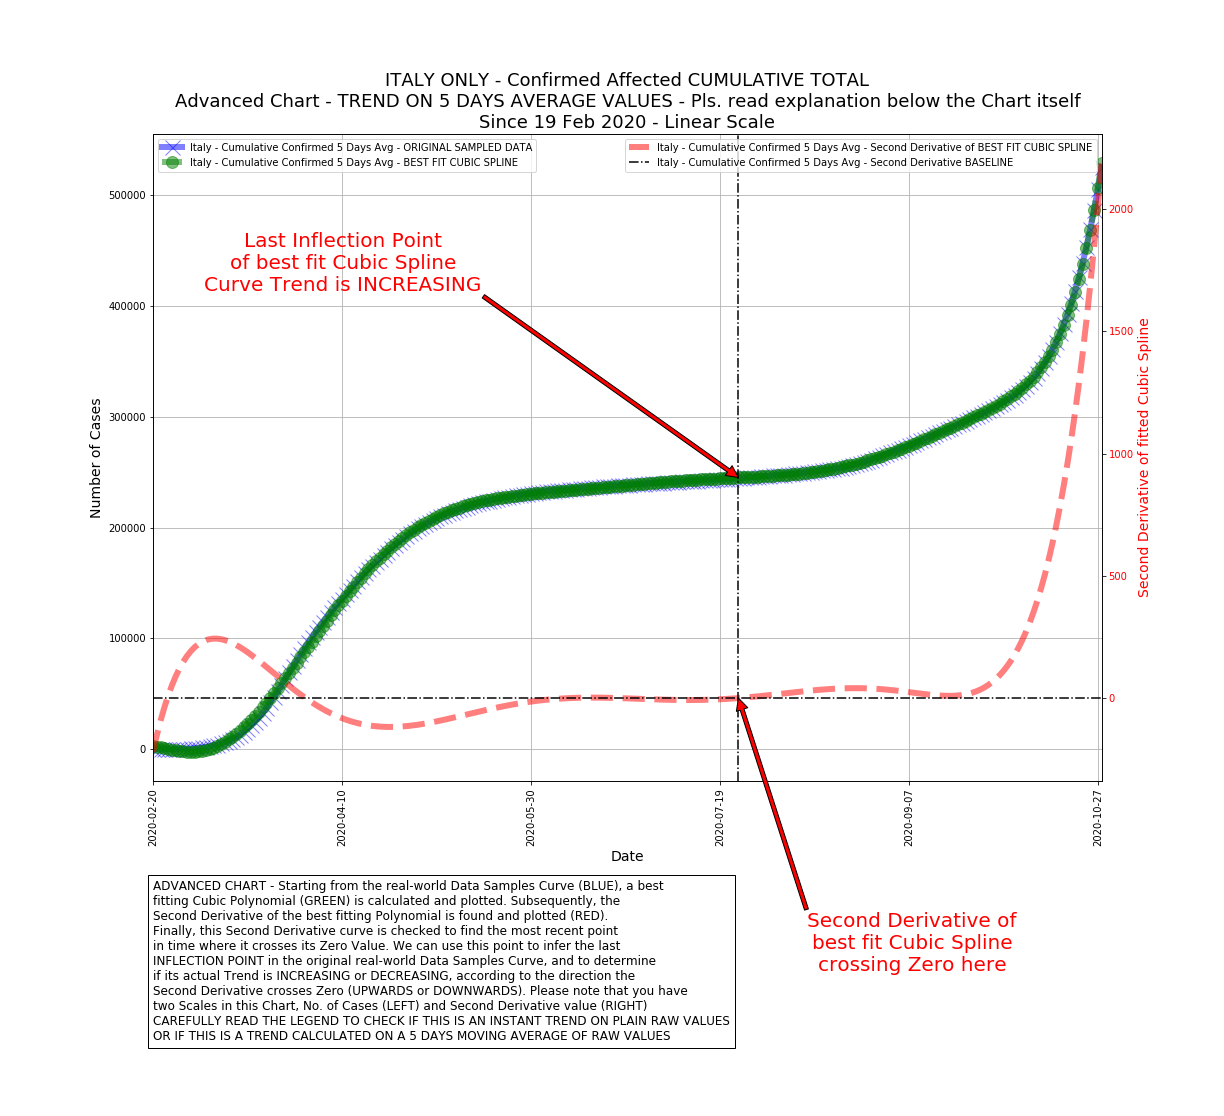 ITALY ONLY - Confirmed Affected CUMULATIVE TOTAL
Advanced Chart - TREND ON 5 DAYS AVERAGE VALUES - Pls. read explanation below the Chart itself
Since 19 Feb 2020 - Linear Scale
Italy - Cumulative Confirmed 5 Days Avg - ORIGINAL SAMPLED DATA
Italy - Cumulative Confirmed 5 Days Avg - BEST FIT CUBIC SPLINE
Italy - Cumulative Confirmed 5 Days Avg - Second Derivative of BEST FIT CUBIC SPLINE
Italy - Cumulative Confirmed 5 Days Avg - Second Derivative BASELINE
Last Inflection Point
of best fit Cubic Spline
Curve Trend is INCREASING
Number of Cases
500000
400000
300000
200000
100000
0
2000
1500
1000
500
0
Second Derivative of fitted Cubic Spline
2020-02-20
2020-04-10
2020-05-30
2020-07-19
2020-09-07
2020-10-27
Date
ADVANCED CHART - Starting from the real-world Data Samples Curve (BLUE), a best
fitting Cubic Polynomial (GREEN) is calculated and plotted. Subsequently, the
Second Derivative of the best fitting Polynomial is found and plotted (RED).
Finally, this Second Derivative curve is checked to find the most recent point
in time where it crosses its Zero Value. We can use this point to infer the last
INFLECTION POINT in the original real-world Data Samples Curve, and to determine
if its actual Trend is INCREASING or DECREASING, according to the direction the
Second Derivative crosses Zero (UPWARDS or DOWNWARDS). Please note that you have
two Scales in this Chart, No. of Cases (LEFT) and Second Derivative value (RIGHT)
CAREFULLY READ THE LEGEND TO CHECK IF THIS IS AN INSTANT TREND ON PLAIN RAW VALUES
OR IF THIS IS A TREND CALCULATED ON A 5 DAYS MOVING AVERAGE OF RAW VALUES
Second Derivative of
best fit Cubic Spline
crossing Zero here